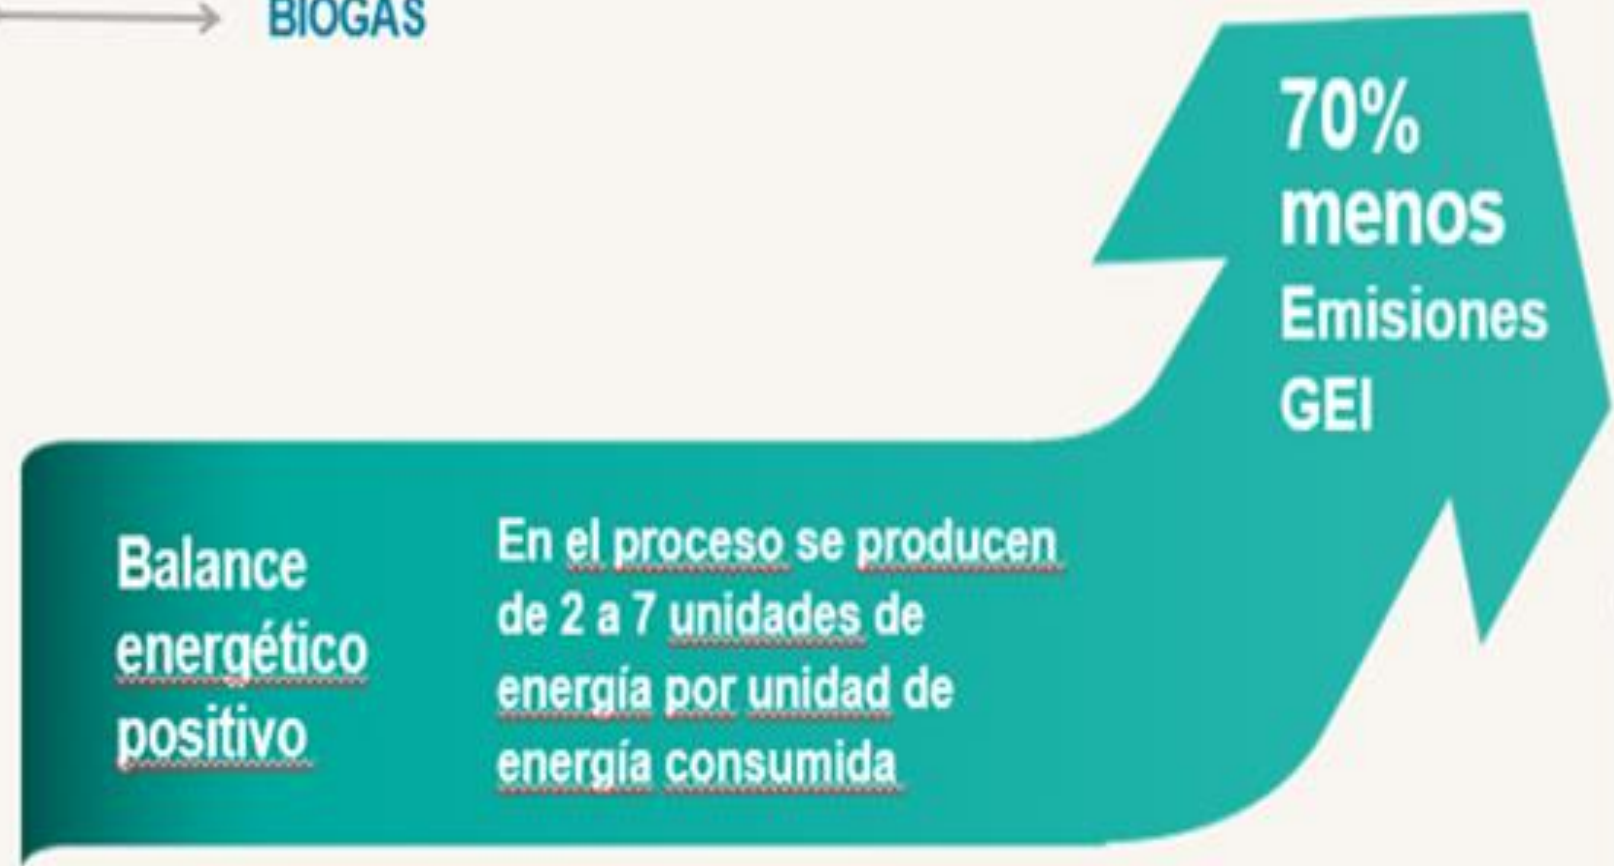 BIOGAS
70%
menos
Emisiones
GEI
Balance
energético
positivo
En el proceso se producen
de 2 a 7 unidades de
energía por unidad de
energía consumida